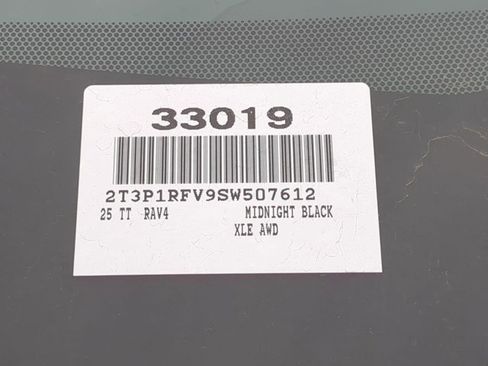 33019
2T3P1RFV9SW507612
25 TT RAV4 MIDNIGHT BLACK
XLE AWD